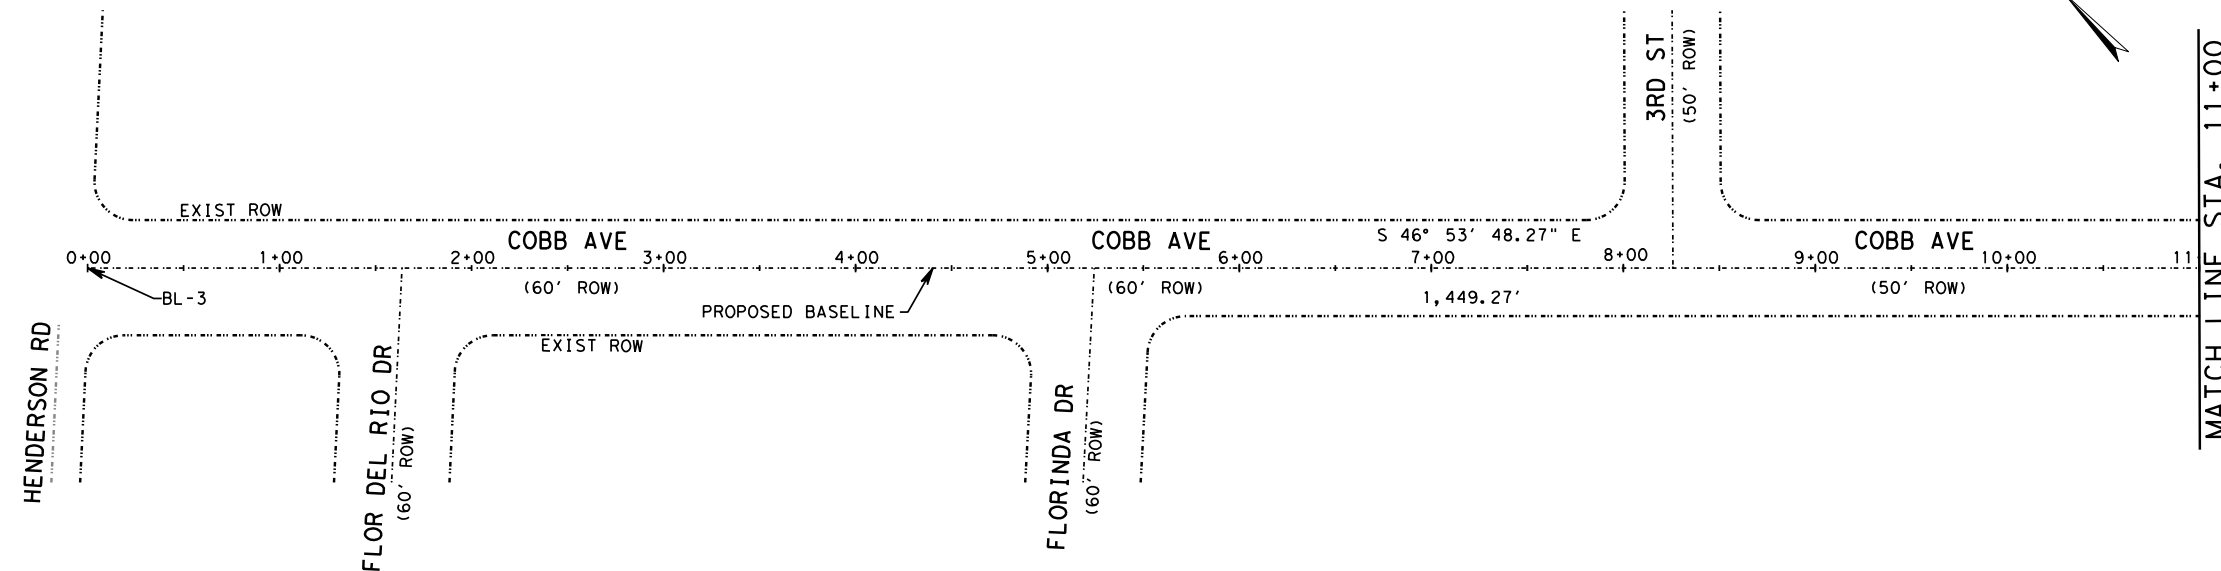 3RD ST
(50' ROW)
EXIST ROW
COBB AVE
COBB AVE
S 46° 53' 48.27" E
COBB AVE
0+00
1+00
2+00
3+00
4+00
5+00
6+00
7+00
8+00
9+00
10+00
11
BL-3
(60' ROW)
PROPOSED BASELINE
(60' ROW)
1,449.27'
(50' ROW)
EXIST ROW
HENDERSON RD
FLOR DEL RIO DR
(60' ROW)
FLORINDA DR
(60' ROW)
MATCH LINE STA. 11+00